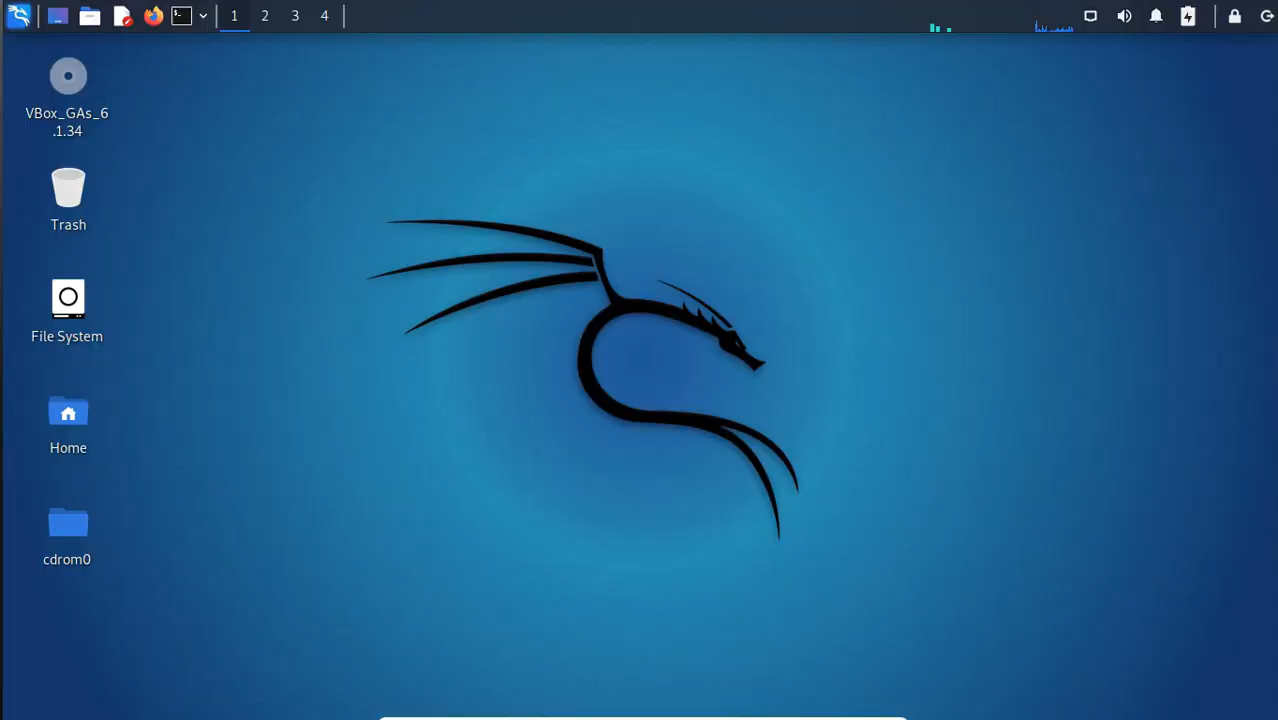 1 2 3 4
VBox_GAs_6
.1.34
Trash
File System
Home
cdrom0